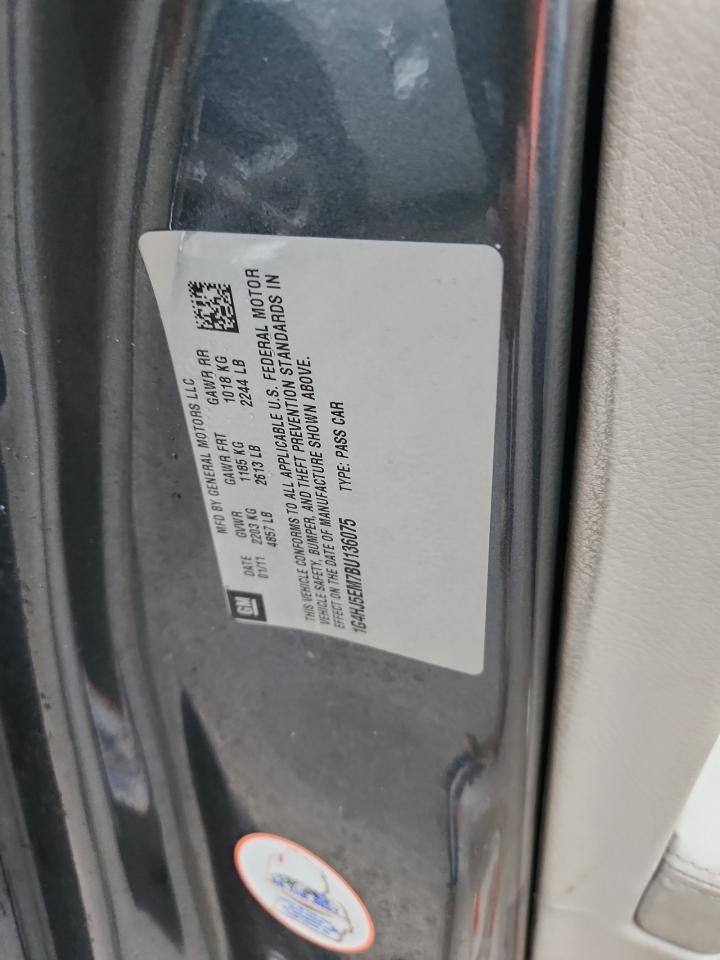 GM
MFD BY GENERAL MOTORS LLC
DATE GVWR GAWR FRT GAWR RR
01/11 2203 KG 1185 KG 1018 KG
4857 LB 2613 LB 2244 LB
THIS VEHICLE CONFORMS TO ALL APPLICABLE U.S. FEDERAL MOTOR
VEHICLE SAFETY, BUMPER, AND THEFT PREVENTION STANDARDS IN
EFFECT ON THE DATE OF MANUFACTURE SHOWN ABOVE.
1G4HJ5EM7BU136075 TYPE: PASS CAR